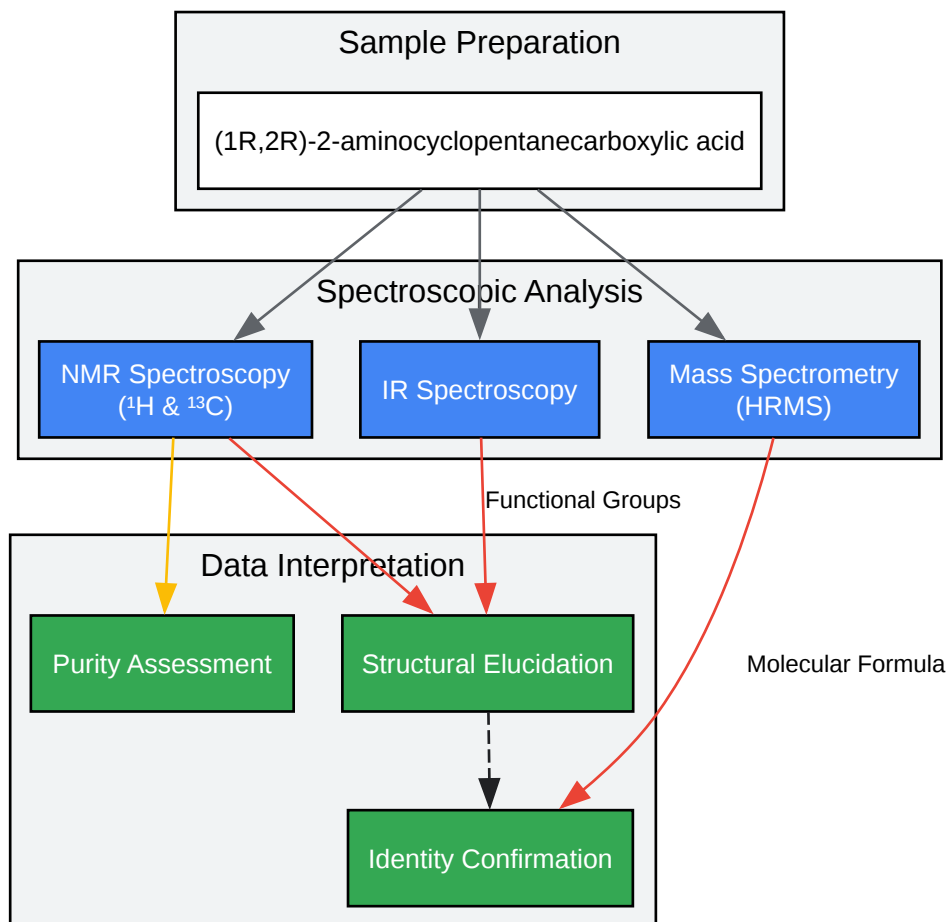 Sample Preparation
(1R,2R)-2-aminocyclopentanecarboxylic acid
Spectroscopic Analysis
NMR Spectroscopy
(¹H & ¹³C)
IR Spectroscopy
Mass Spectrometry
(HRMS)
Functional Groups
Data Interpretation
Purity Assessment
Structural Elucidation
Molecular Formula
Identity Confirmation